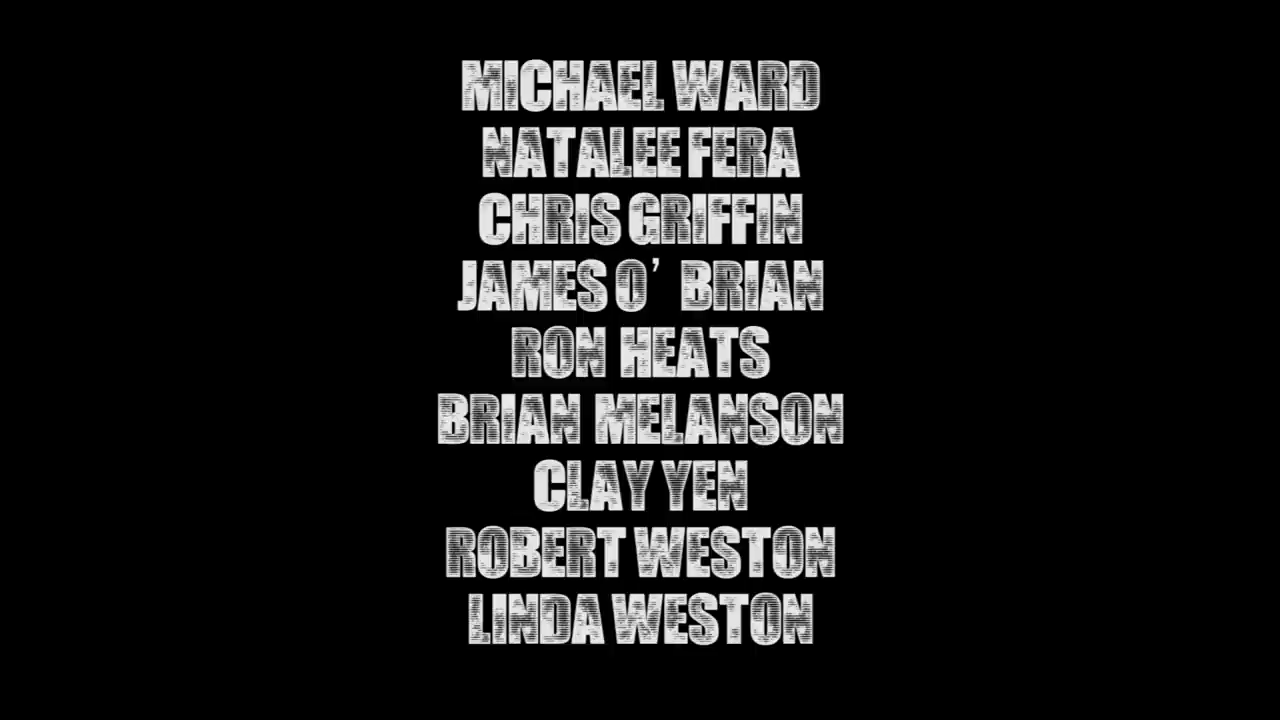 MICHAEL WARD
NATALEE FERA
CHRIS GRIFFIN
JAMES O' BRIAN
RON HEATS
BRIAN MELANSON
CLAY YEN
ROBERT WESTON
LINDA WESTON